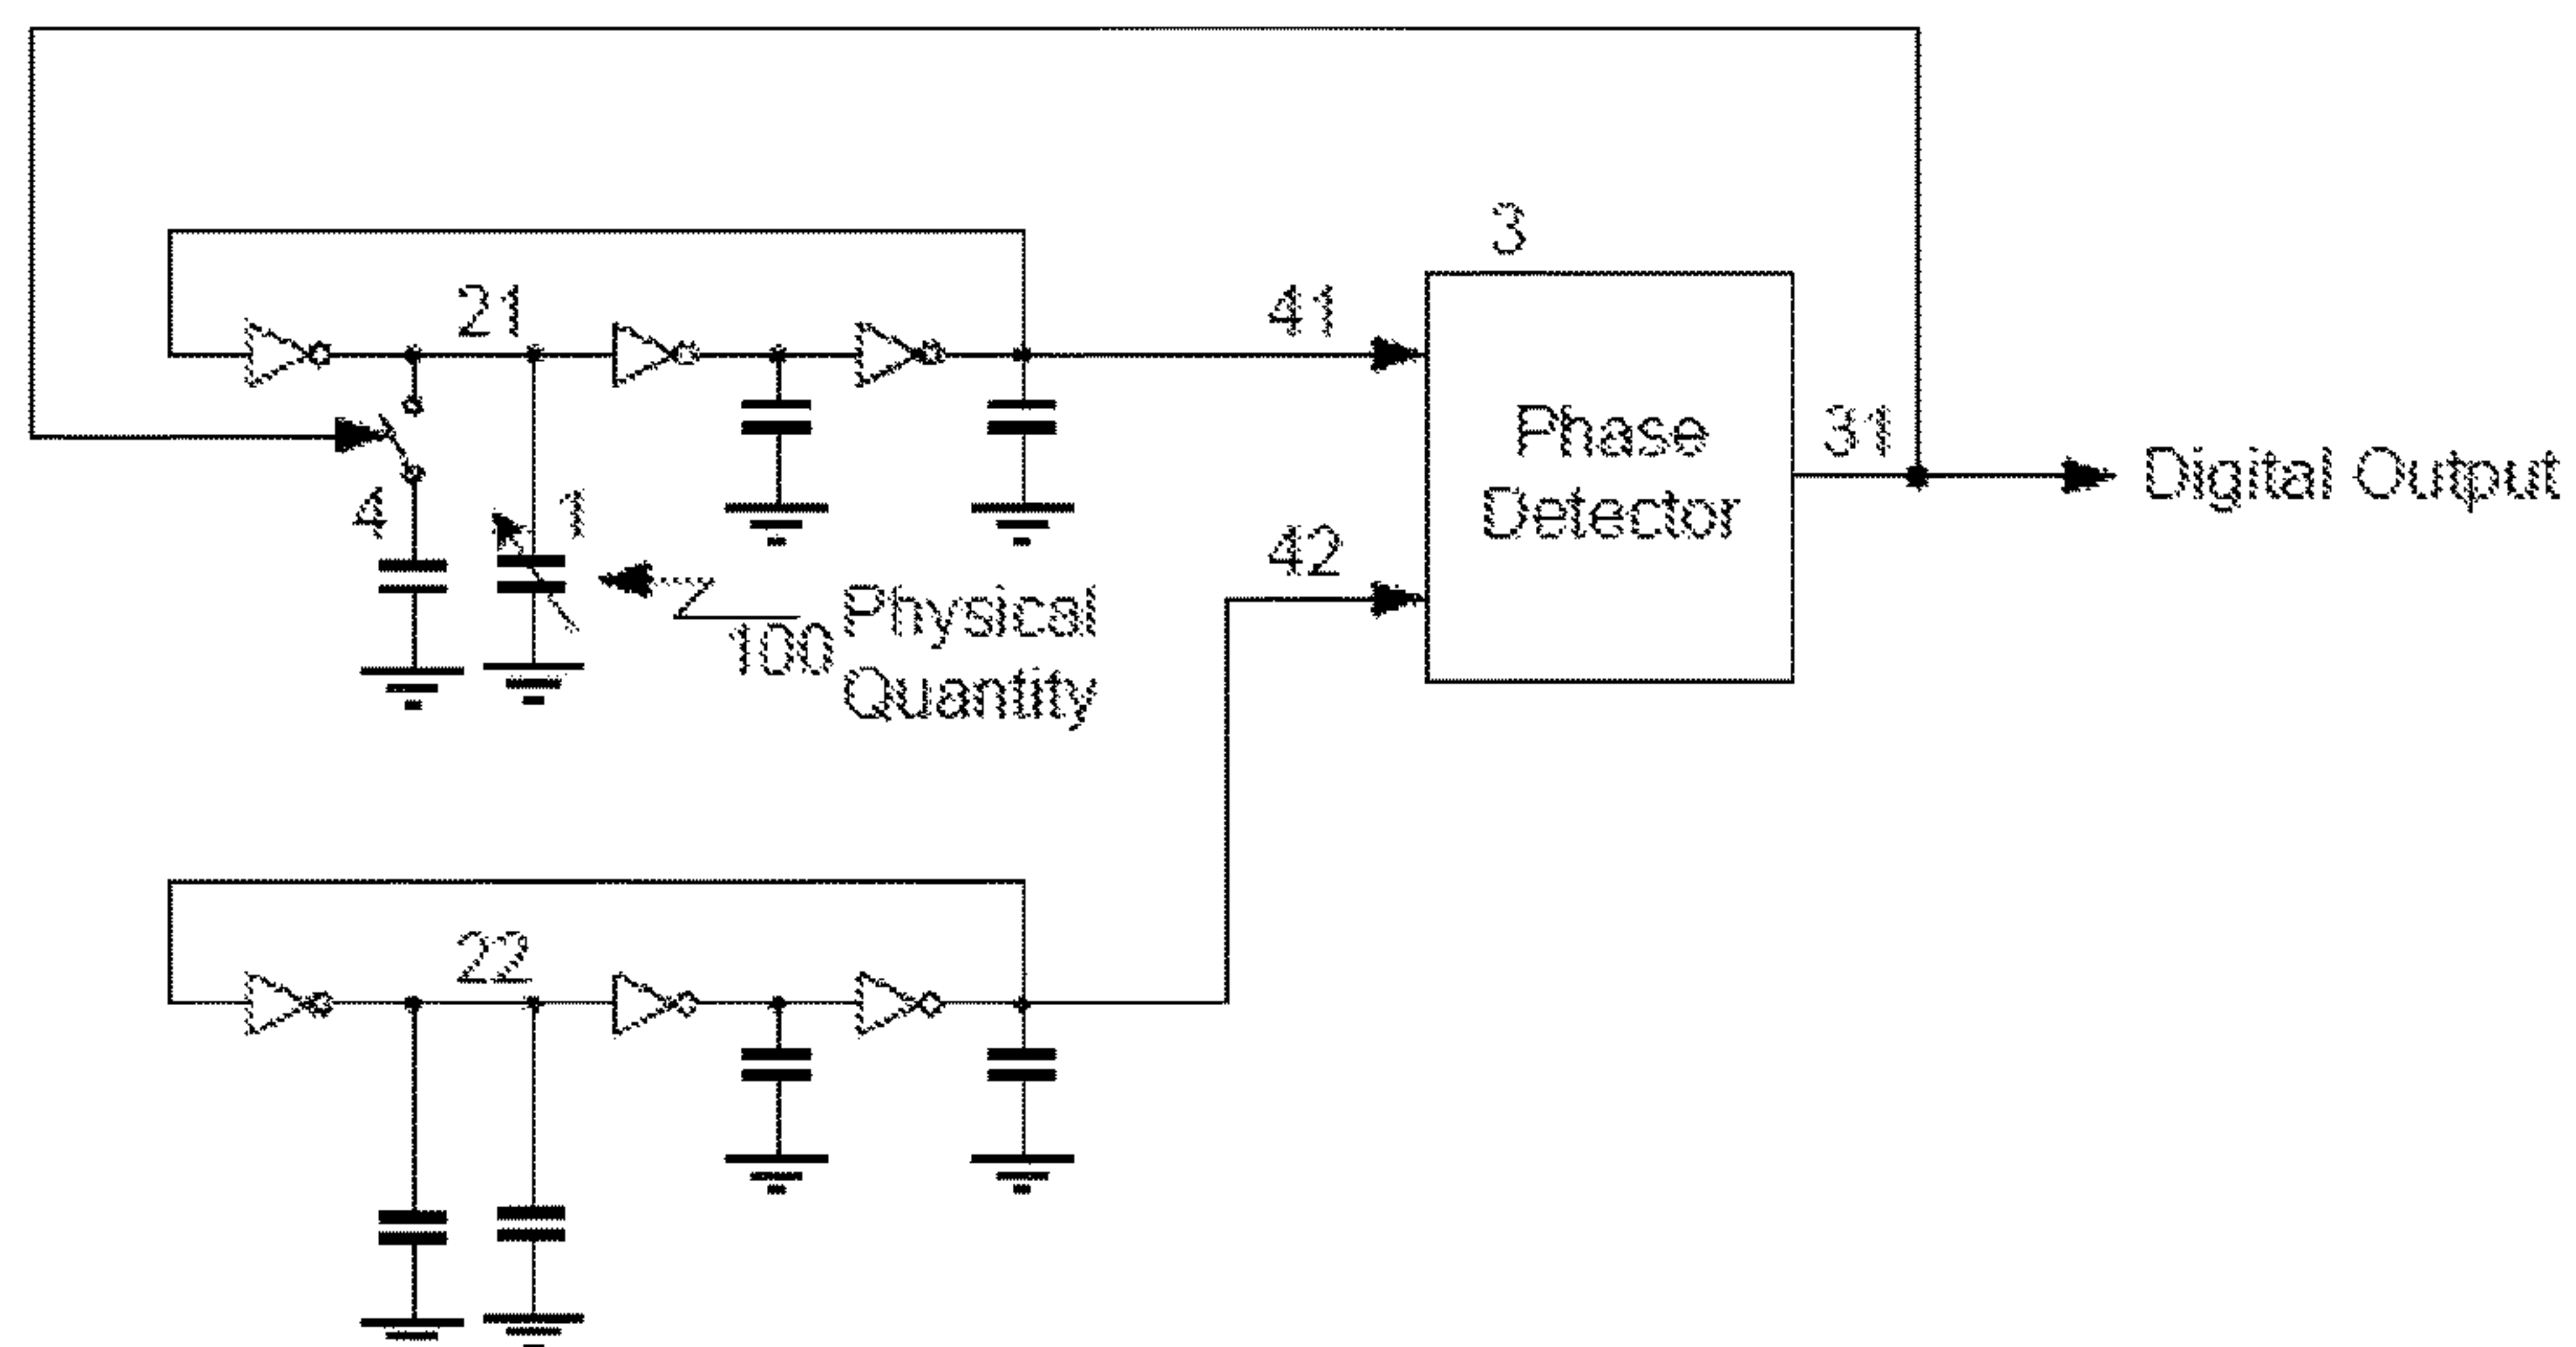 3
21
41
Phase
Detector
31
Digital Output
4
1
42
100
Physical
Quantity
22